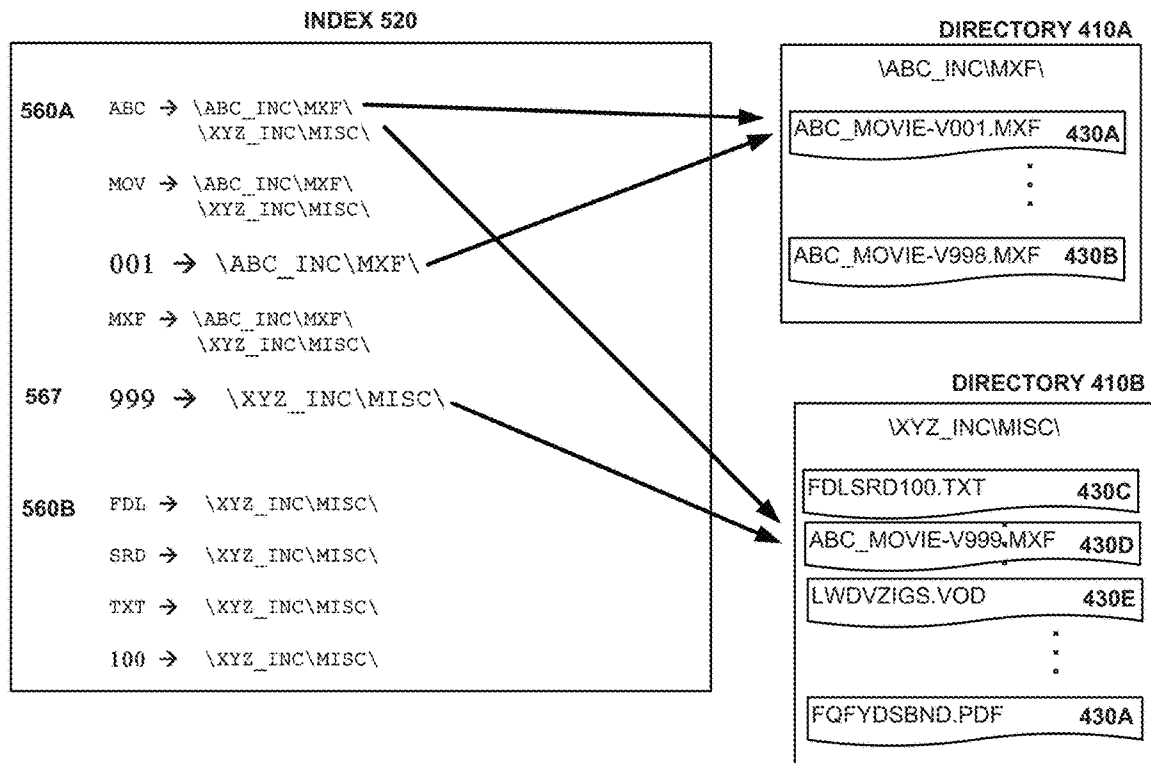 INDEX 520
560A ABC → \ABC_INC\MXF\
\XYZ_INC\MISC\
MOV → \ABC_INC\MXF\
\XYZ_INC\MISC\
001 → \ABC_INC\MXF\
MXF → \ABC_INC\MXF\
\XYZ_INC\MISC\
567 999 → \XYZ_INC\MISC\
560B FDL → \XYZ_INC\MISC\
SRD → \XYZ_INC\MISC\
TXT → \XYZ_INC\MISC\
100 → \XYZ_INC\MISC\
DIRECTORY 410A
\ABC_INC\MXF\
ABC_MOVIE-V001.MXF 430A
ABC_MOVIE-V998.MXF 430B
DIRECTORY 410B
\XYZ_INC\MISC\
FDLSRD100.TXT 430C
ABC_MOVIE-V999.MXF 430D
LWDVZIGS.VOD 430E
FQFYDSBND.PDF 430A